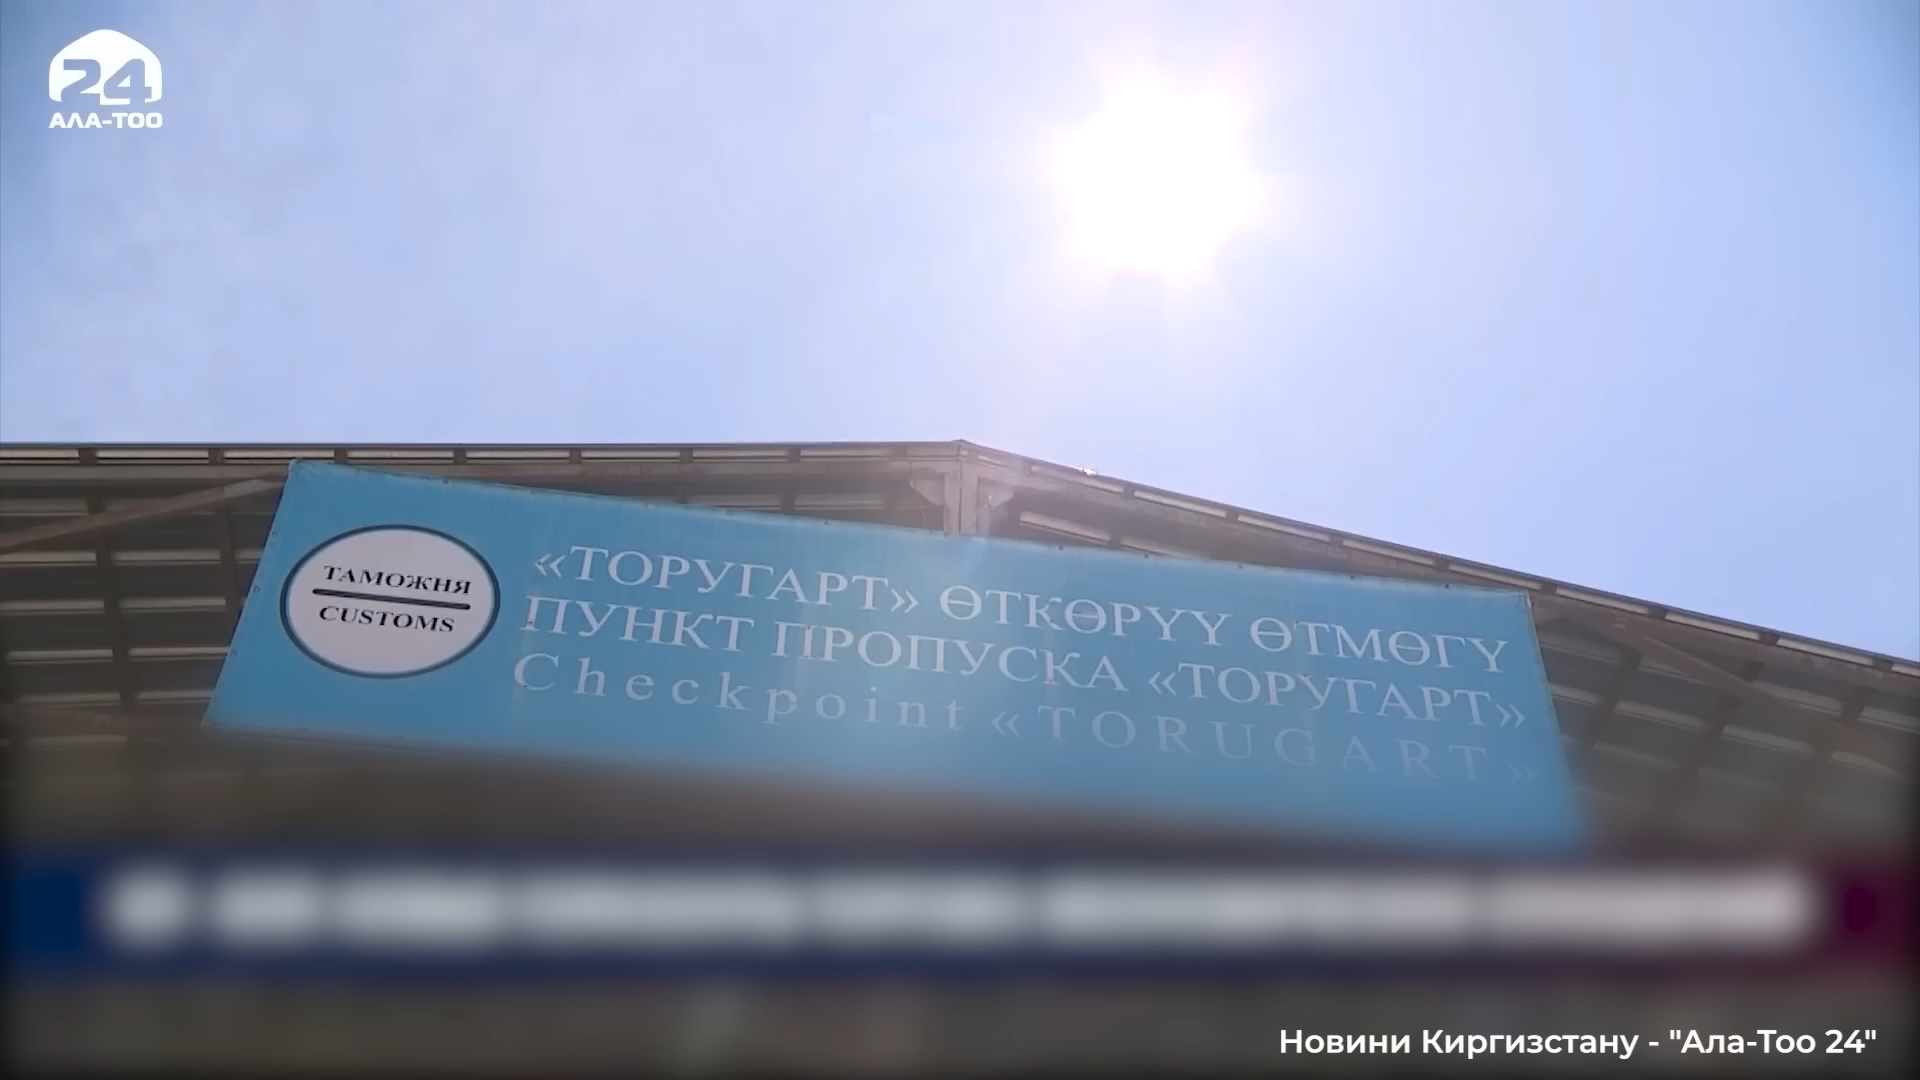 24
АЛА-ТОО
ТАМОЖНЯ
CUSTOMS
«ТОРУГАРТ» ӨТКӨРҮҮ ӨТМӨГҮ
ПУНКТ ПРОПУСКА «ТОРУГАРТ»
Checkpoint «TORUGART»
Новини Киргизстану - "Ала-Тоо 24"